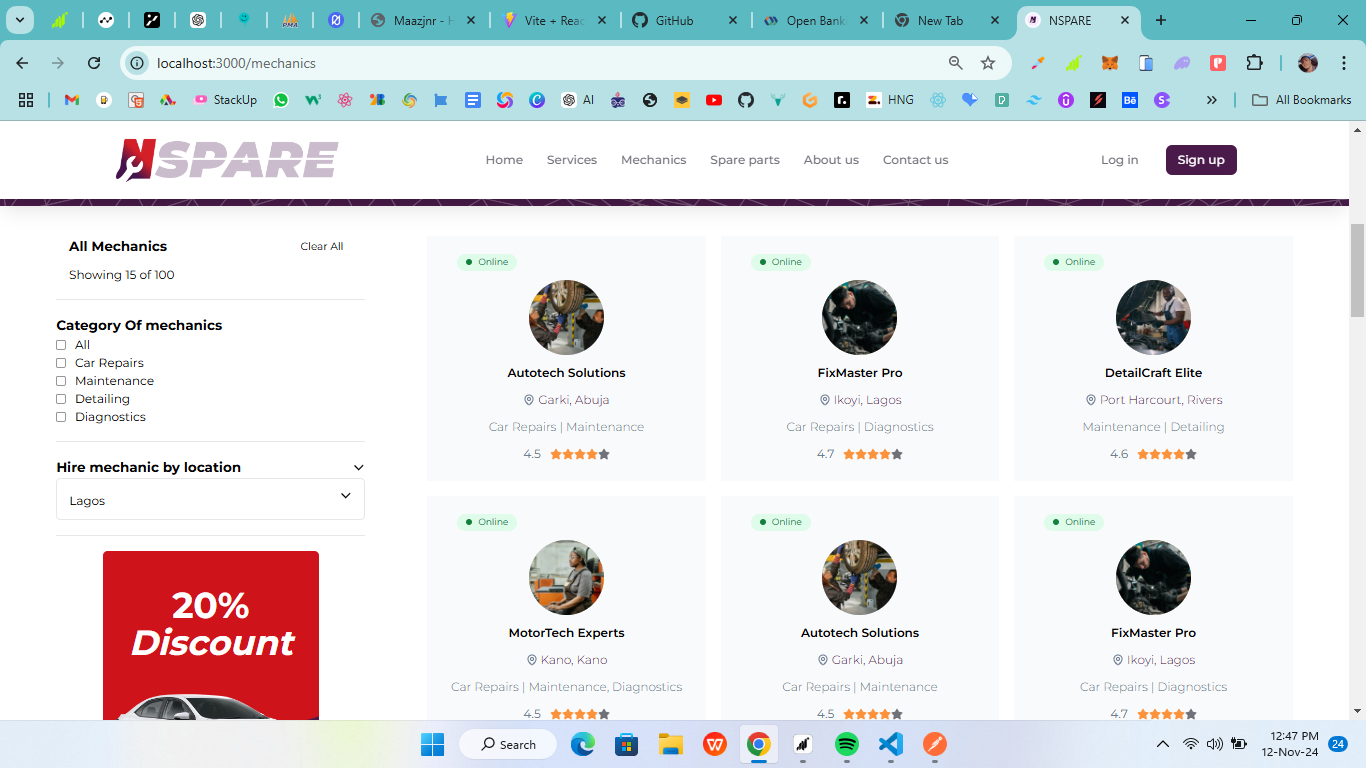 Maazjnr - H
Vite + Reac
GitHub
Open Bank
New Tab
NSPARE
localhost:3000/mechanics
StackUp
AI
HNG
All Bookmarks
NSPARE
Home
Services
Mechanics
Spare parts
About us
Contact us
Log in
Sign up
All Mechanics
Clear All
Showing 15 of 100
Category Of mechanics
All
Car Repairs
Maintenance
Detailing
Diagnostics
Hire mechanic by location
Lagos
20%
Discount
Online
Autotech Solutions
Garki, Abuja
Car Repairs | Maintenance
4.5
Online
FixMaster Pro
Ikoyi, Lagos
Car Repairs | Diagnostics
4.7
Online
DetailCraft Elite
Port Harcourt, Rivers
Maintenance | Detailing
4.6
Online
MotorTech Experts
Kano, Kano
Car Repairs | Maintenance, Diagnostics
4.5
Online
Autotech Solutions
Garki, Abuja
Car Repairs | Maintenance
4.5
Online
FixMaster Pro
Ikoyi, Lagos
Car Repairs | Diagnostics
4.7
Search
12:47 PM
12-Nov-24
24